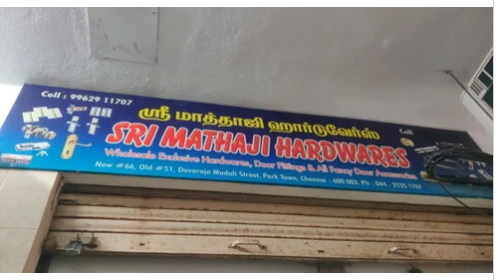 Cell : 99629 11707
ஸ்ரீ மாத்தாஜி ஹார்டுவேர்ஸ்
Cell
SRI MATHAJI HARDWARES
Wholesale Exclusive Hardwares, Door Fittings & All Fancy Door Accessories
New #66, Old #51, Devaraja Mudali Street, Park Town, Chennai - 600 003. Ph : 044 - 2535 1707